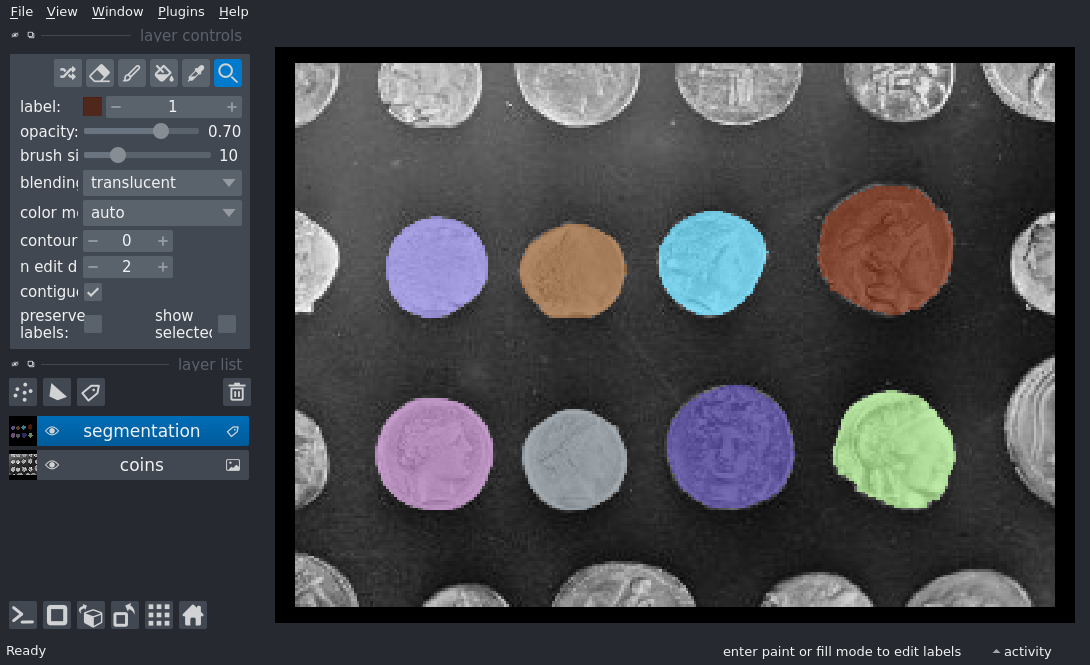 File View Window Plugins Help
layer controls
label: 1
opacity: 0.70
brush si 10
blending translucent
color m auto
contour 0
n edit d 2
contigu
preserve labels: show selected
layer list
segmentation
coins
Ready
enter paint or fill mode to edit labels
activity